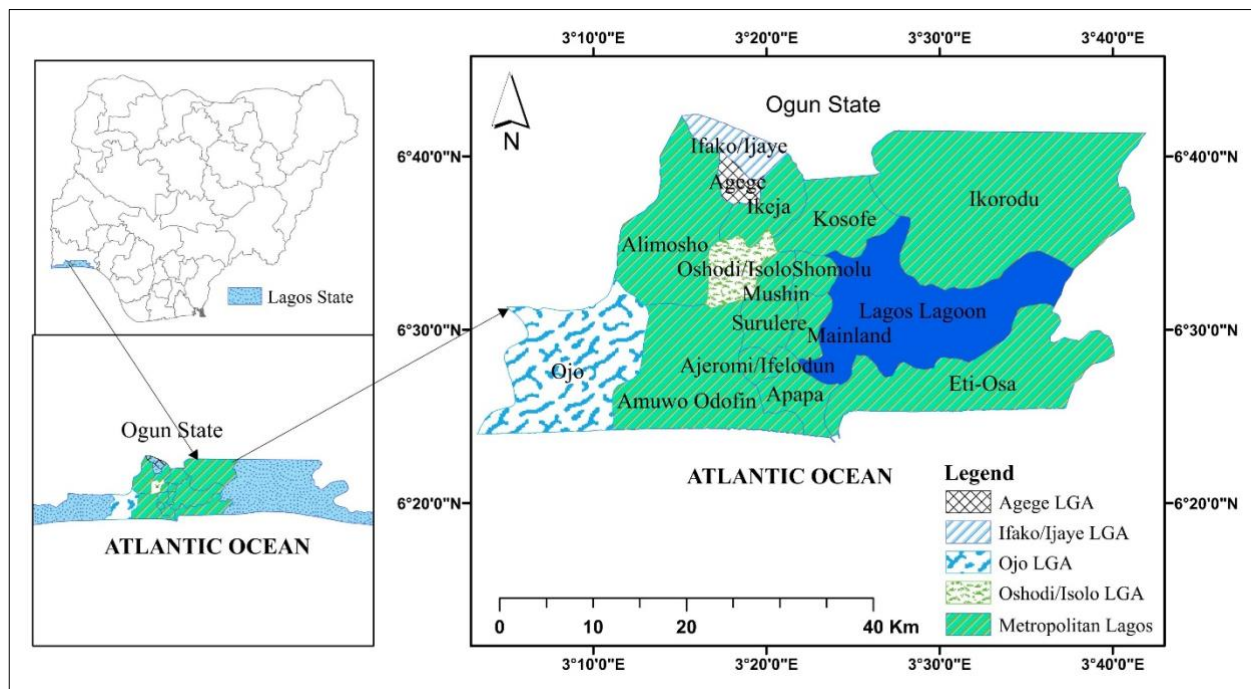 Lagos State
Ogun State
ATLANTIC OCEAN
3°10'0"E 3°20'0"E 3°30'0"E 3°40'0"E
N
Ogun State
6°40'0"N 6°40'0"N
Ifako/Ijaye
Agege
Ikeja
Kosofe
Ikorodu
Alimosho
Oshodi/Isolo Shomolu
Mushin
6°30'0"N 6°30'0"N
Lagos Lagoon
Surulere
Mainland
Ojo
Ajeromi/Ifelodun
Eti-Osa
Amuwo Odofin
Apapa
ATLANTIC OCEAN
6°20'0"N 6°20'0"N
Legend
Agege LGA
Ifako/Ijaye LGA
Ojo LGA
Oshodi/Isolo LGA
Metropolitan Lagos
0 10 20 40 Km
3°10'0"E 3°20'0"E 3°30'0"E 3°40'0"E